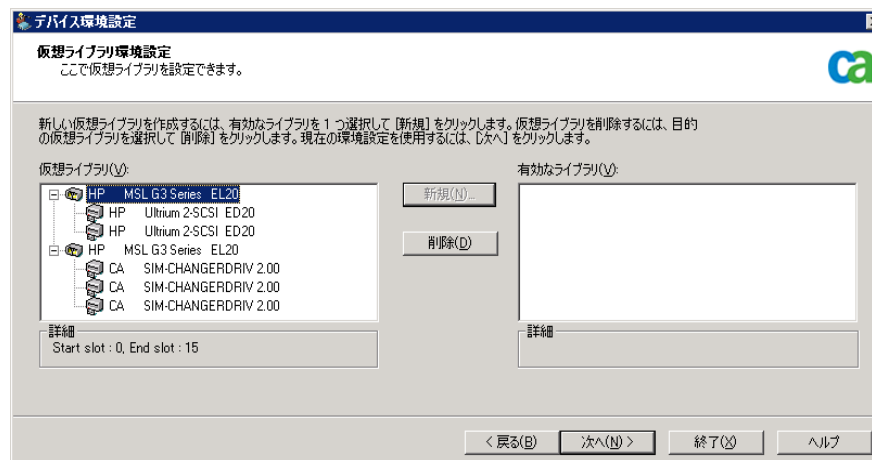 デバイス環境設定
仮想ライブラリ環境設定
ここで仮想ライブラリを設定できます。
ca
新しい仮想ライブラリを作成するには、有効なライブラリを 1 つ選択して [新規] をクリックします。仮想ライブラリを削除するには、目的
の仮想ライブラリを選択して [削除] をクリックします。現在の環境設定を使用するには、[次へ] をクリックします。
仮想ライブラリ(V):
有効なライブラリ(V):
HP MSL G3 Series EL20
HP Ultrium 2-SCSI ED20
HP Ultrium 2-SCSI ED20
HP MSL G3 Series EL20
CA SIM-CHANGERDRIV 2.00
CA SIM-CHANGERDRIV 2.00
CA SIM-CHANGERDRIV 2.00
新規(N)...
削除(D)
詳細
Start slot : 0, End slot : 15
詳細
< 戻る(B)
次へ(N) >
終了(X)
ヘルプ